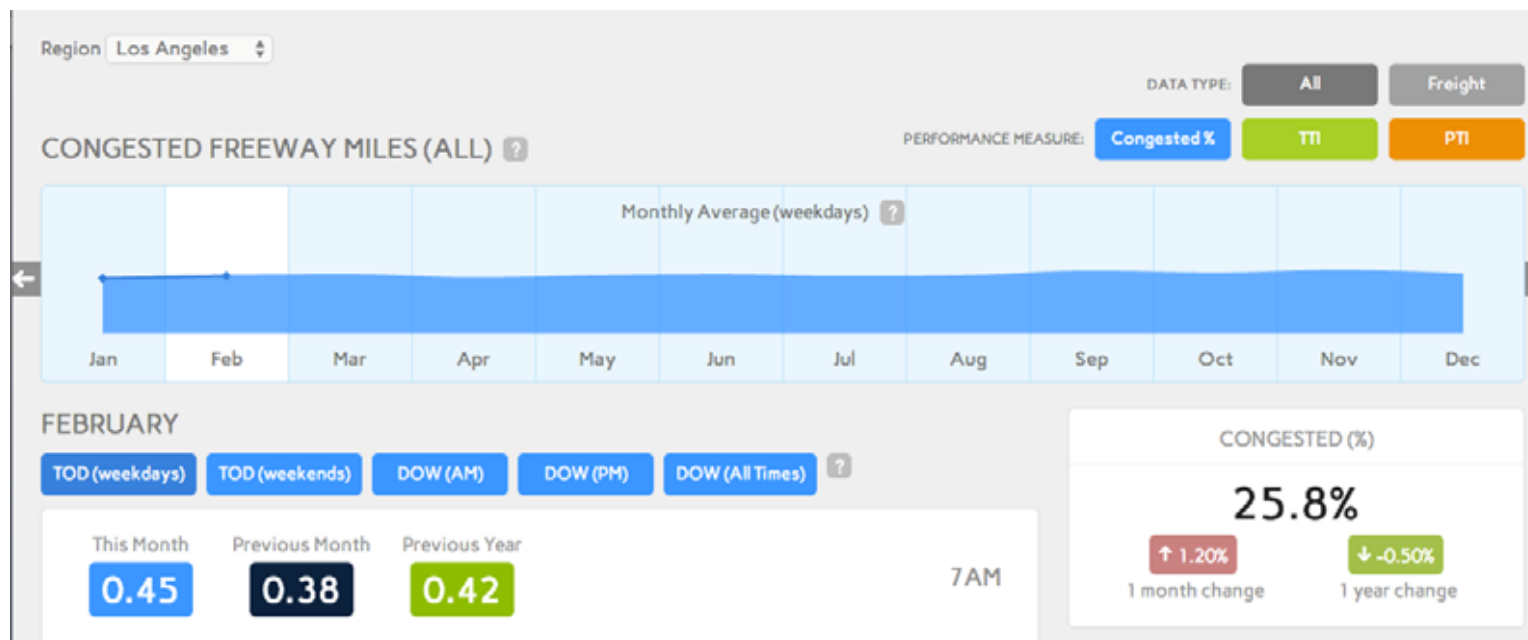 Region Los Angeles
DATA TYPE: All Freight
CONGESTED FREEWAY MILES (ALL) ?
PERFORMANCE MEASURE: Congested % TTI PTI
Monthly Average (weekdays) ?
Jan Feb Mar Apr May Jun Jul Aug Sep Oct Nov Dec
FEBRUARY
TOD (weekdays) TOD (weekends) DOW (AM) DOW (PM) DOW (All Times) ?
This Month Previous Month Previous Year
0.45 0.38 0.42
7AM
CONGESTED (%)
25.8%
↑ 1.20% ↓ -0.50%
1 month change 1 year change